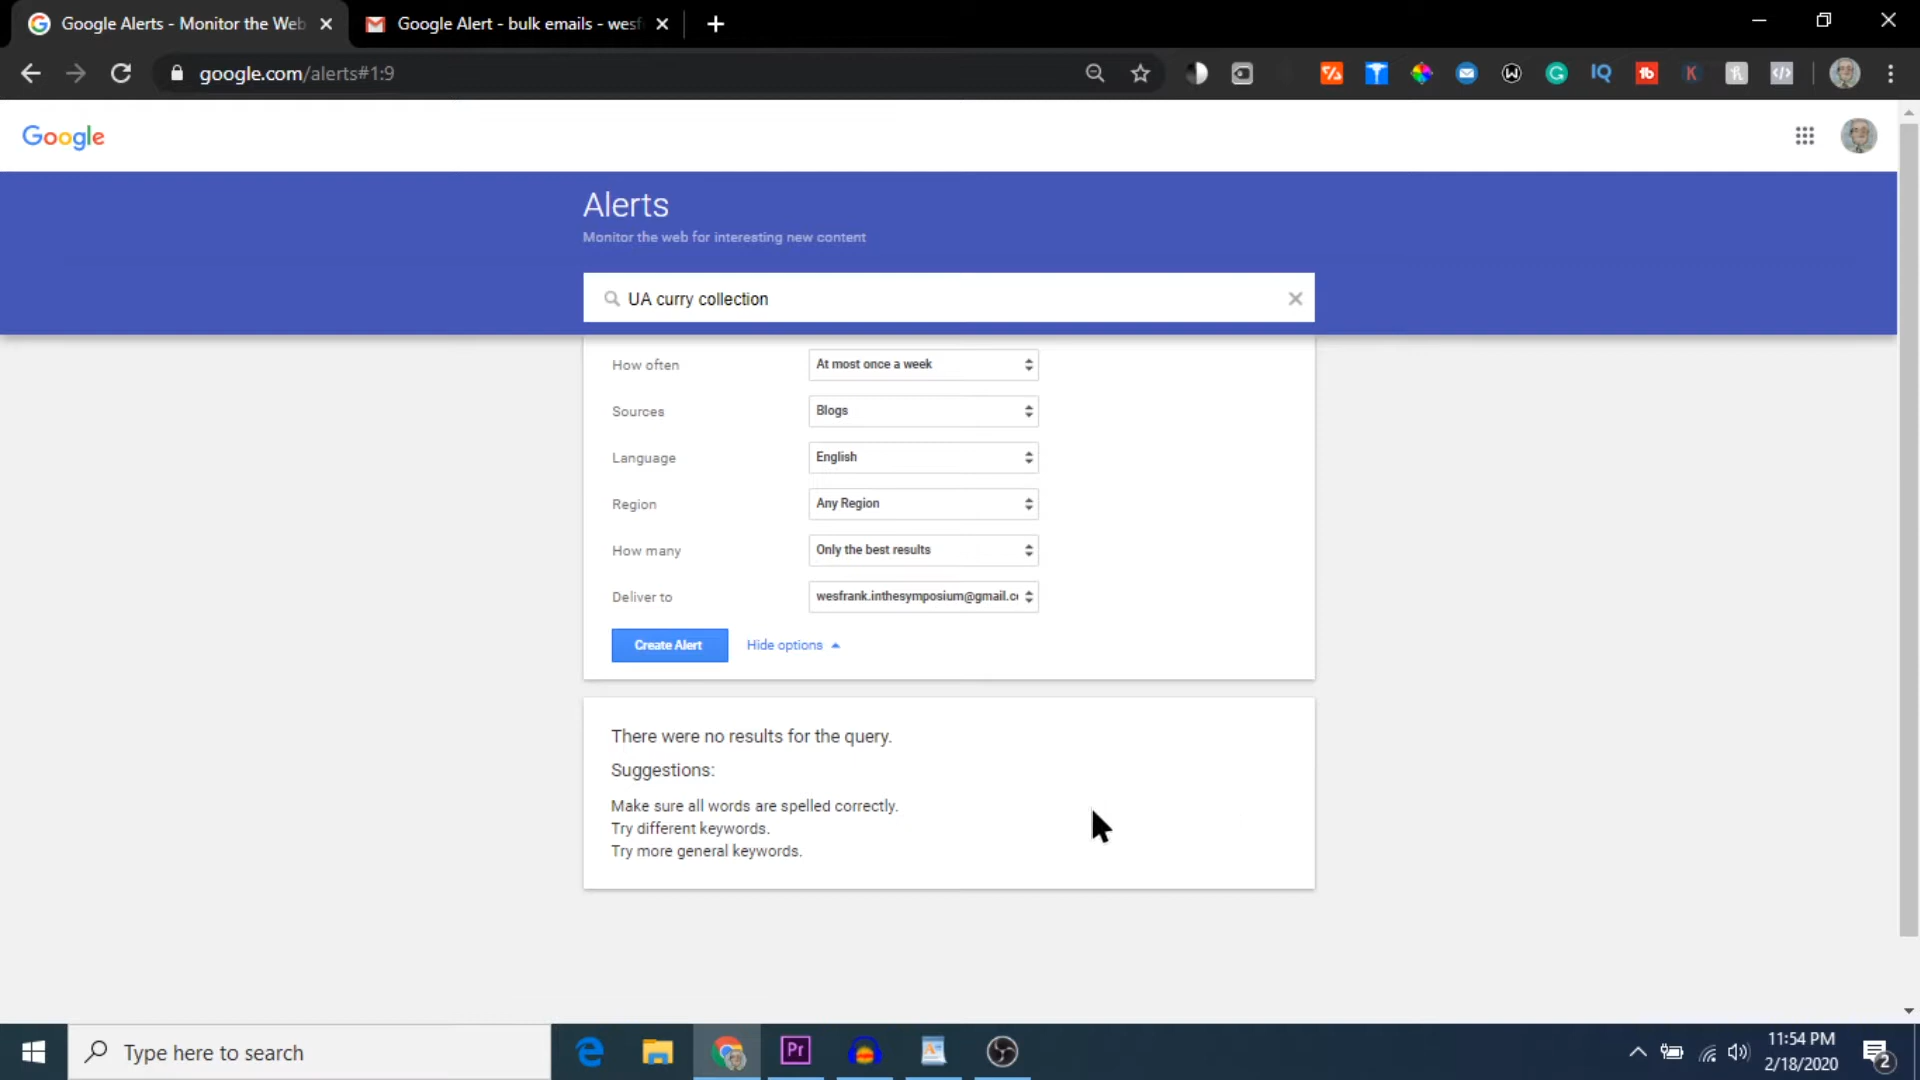 Google Alerts - Monitor the Web
Google Alert - bulk emails - wesf
google.com/alerts#1:9
Google
Alerts
Monitor the web for interesting new content
UA curry collection
How often
At most once a week
Sources
Blogs
Language
English
Region
Any Region
How many
Only the best results
Deliver to
wesfrank.inthesymposium@gmail.c
Create Alert
Hide options
There were no results for the query.
Suggestions:
Make sure all words are spelled correctly.
Try different keywords.
Try more general keywords.
Type here to search
Pr
11:54 PM
2/18/2020
2